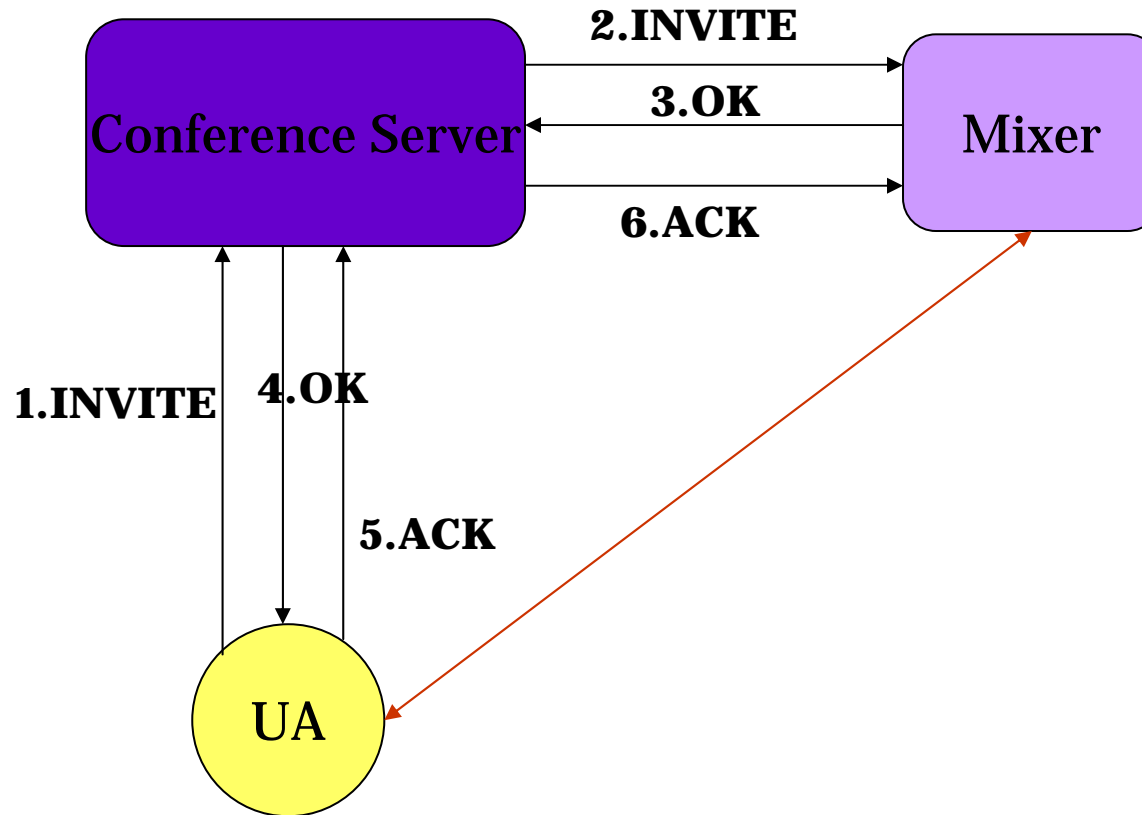 2.INVITE
Conference Server
3.OK
Mixer
6.ACK
1.INVITE
4.OK
5.ACK
UA